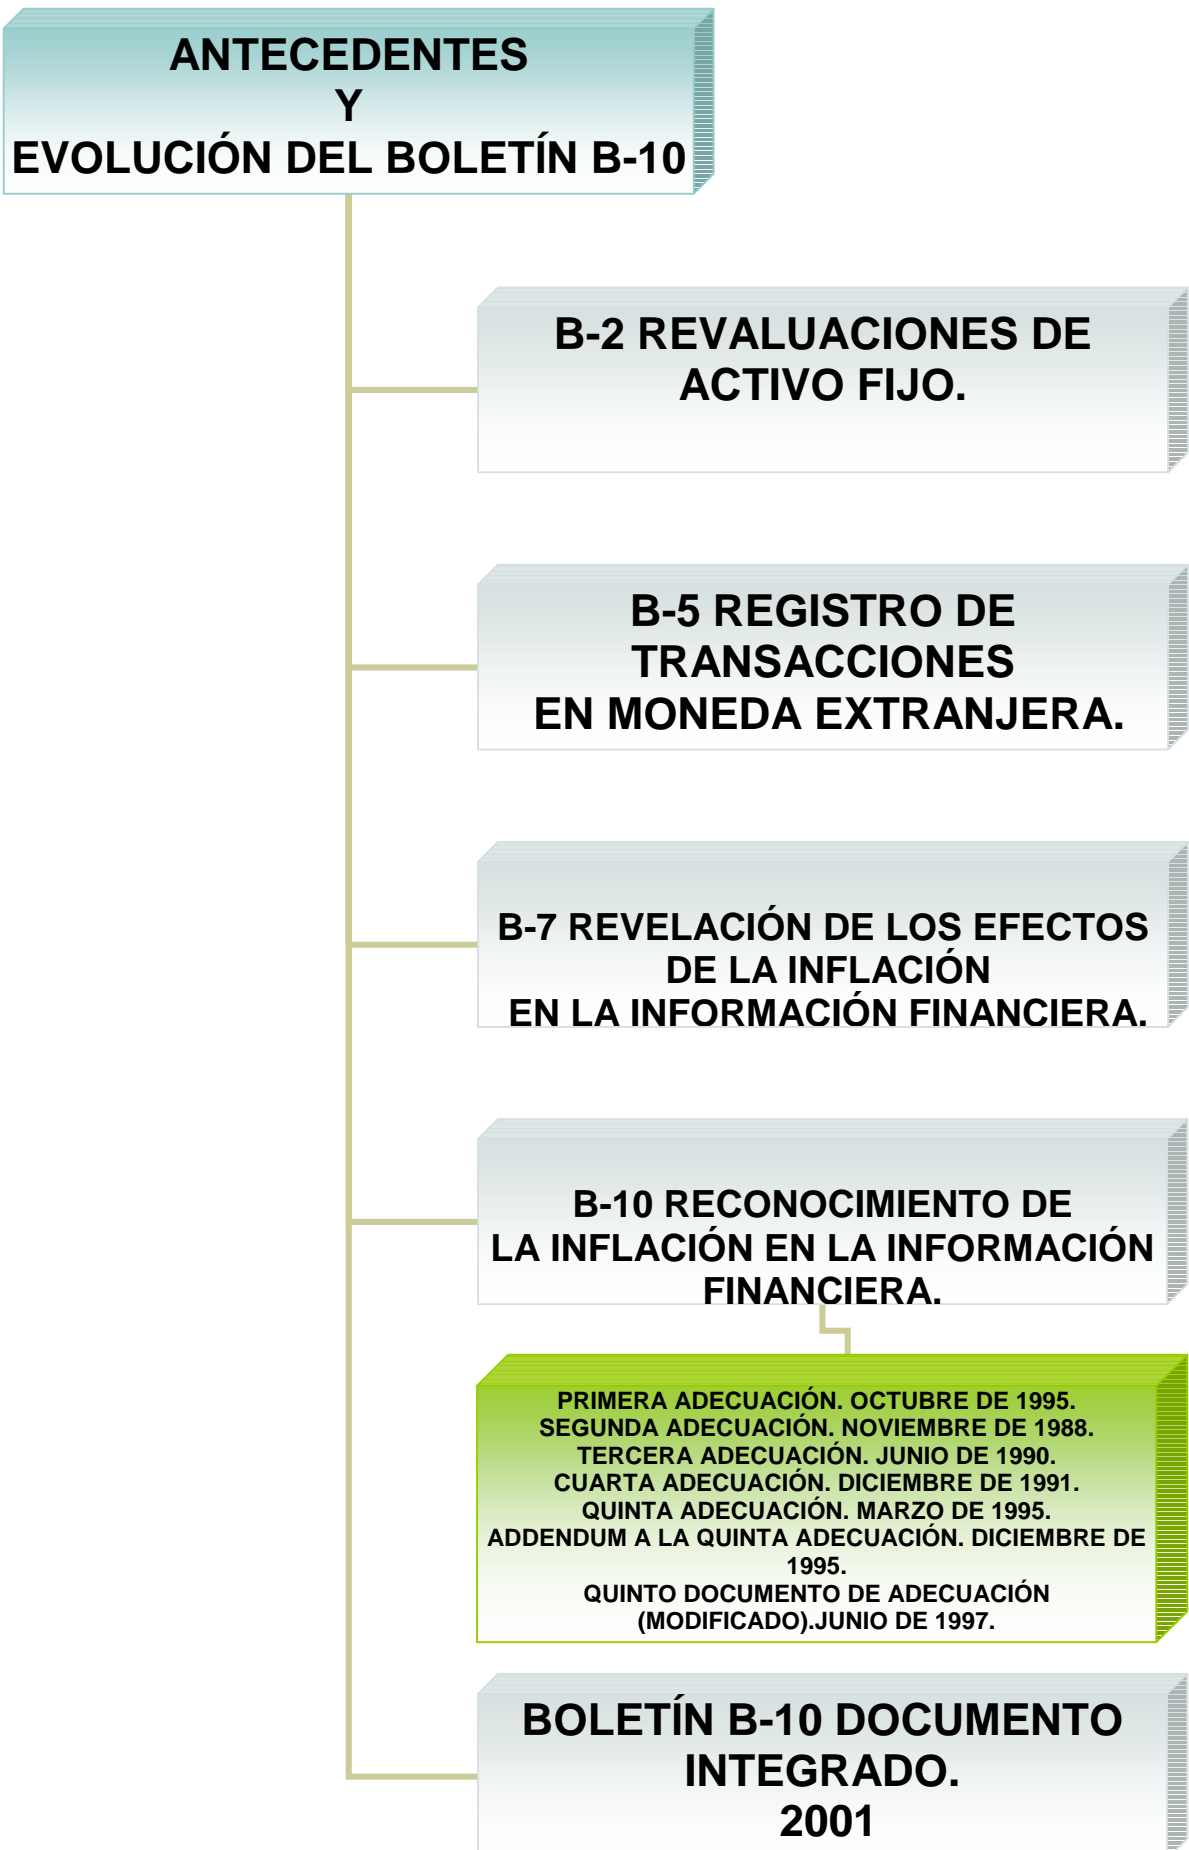 ANTECEDENTES
Y
EVOLUCIÓN DEL BOLETÍN B-10
B-2 REVALUACIONES DE
ACTIVO FIJO.
B-5 REGISTRO DE
TRANSACCIONES
EN MONEDA EXTRANJERA.
B-7 REVELACIÓN DE LOS EFECTOS
DE LA INFLACIÓN
EN LA INFORMACIÓN FINANCIERA.
B-10 RECONOCIMIENTO DE
LA INFLACIÓN EN LA INFORMACIÓN
FINANCIERA.
PRIMERA ADECUACIÓN. OCTUBRE DE 1995.
SEGUNDA ADECUACIÓN. NOVIEMBRE DE 1988.
TERCERA ADECUACIÓN. JUNIO DE 1990.
CUARTA ADECUACIÓN. DICIEMBRE DE 1991.
QUINTA ADECUACIÓN. MARZO DE 1995.
ADDENDUM A LA QUINTA ADECUACIÓN. DICIEMBRE DE
1995.
QUINTO DOCUMENTO DE ADECUACIÓN
(MODIFICADO).JUNIO DE 1997.
BOLETÍN B-10 DOCUMENTO
INTEGRADO.
2001